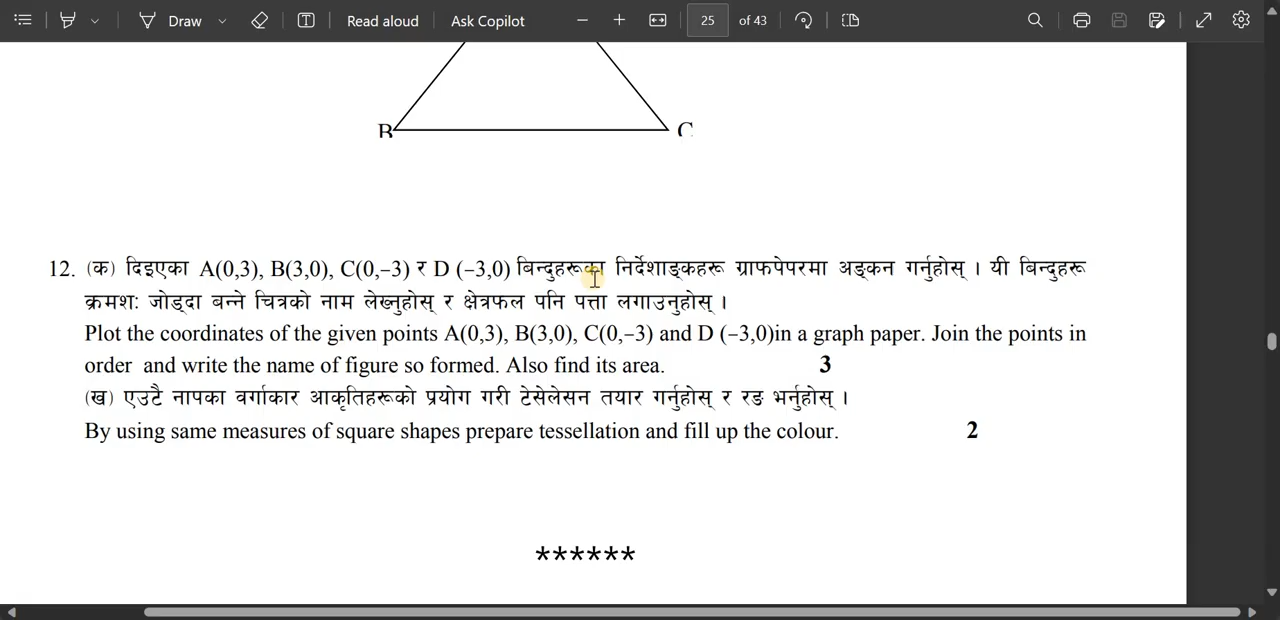 Draw Read aloud Ask Copilot 25 of 43
B C
12. (क) दिइएका A(0,3), B(3,0), C(0,–3) र D (–3,0) बिन्दुहरूका निर्देशाङ्कहरू ग्राफपेपरमा अङ्कन गर्नुहोस् । यी बिन्दुहरू
क्रमशः जोड्दा बन्ने चित्रको नाम लेख्नुहोस् र क्षेत्रफल पनि पत्ता लगाउनुहोस् ।
Plot the coordinates of the given points A(0,3), B(3,0), C(0,–3) and D (–3,0)in a graph paper. Join the points in
order and write the name of figure so formed. Also find its area. 3
(ख) एउटै नापका वर्गाकार आकृतिहरूको प्रयोग गरी टेसेलेसन तयार गर्नुहोस् र रङ भर्नुहोस् ।
By using same measures of square shapes prepare tessellation and fill up the colour. 2
******